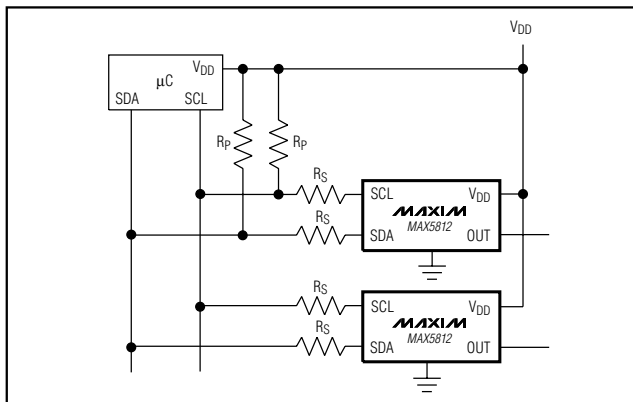 VDD
VDD
μC
SDA SCL
RP RP
RS
SCL VDD
MAXIM
MAX5812
RS
SDA OUT
RS
SCL VDD
MAXIM
MAX5812
RS
SDA OUT